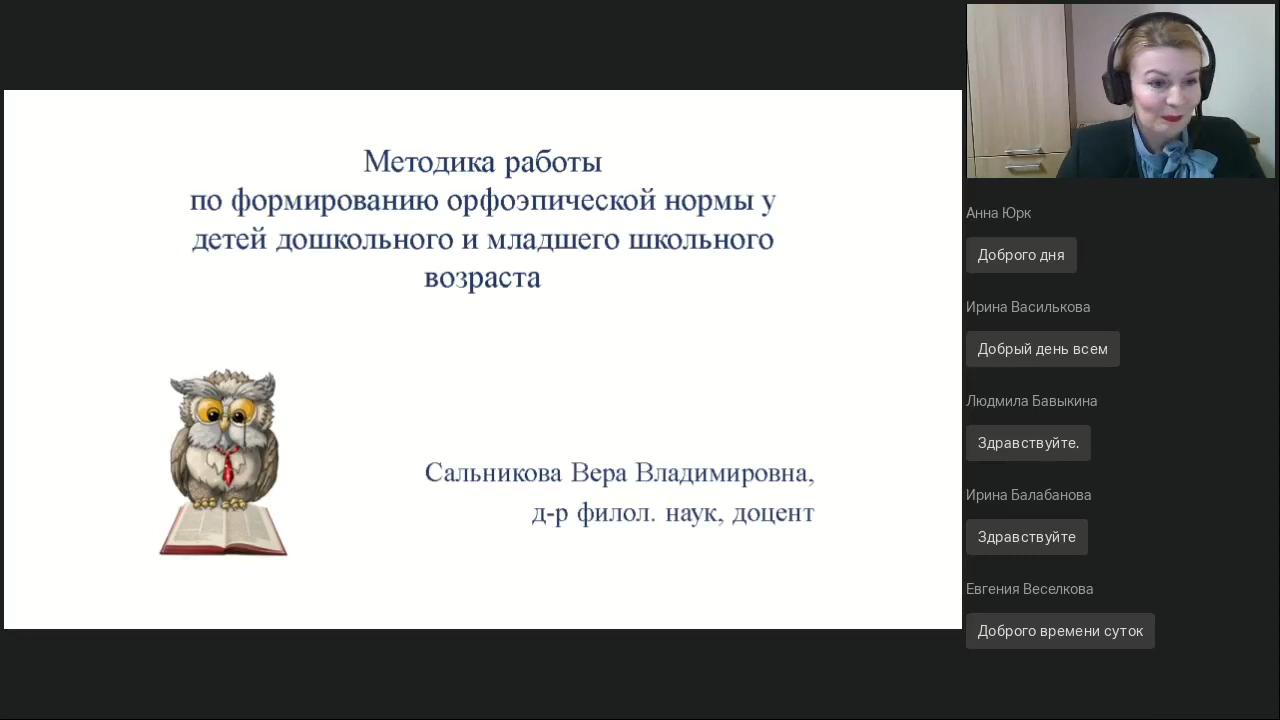 Методика работы
по формированию орфоэпической нормы у
детей дошкольного и младшего школьного
возраста
Сальникова Вера Владимировна,
д-р филол. наук, доцент
Анна Юрк
Доброго дня
Ирина Василькова
Добрый день всем
Людмила Бавыкина
Здравствуйте.
Ирина Балабанова
Здравствуйте
Евгения Веселкова
Доброго времени суток